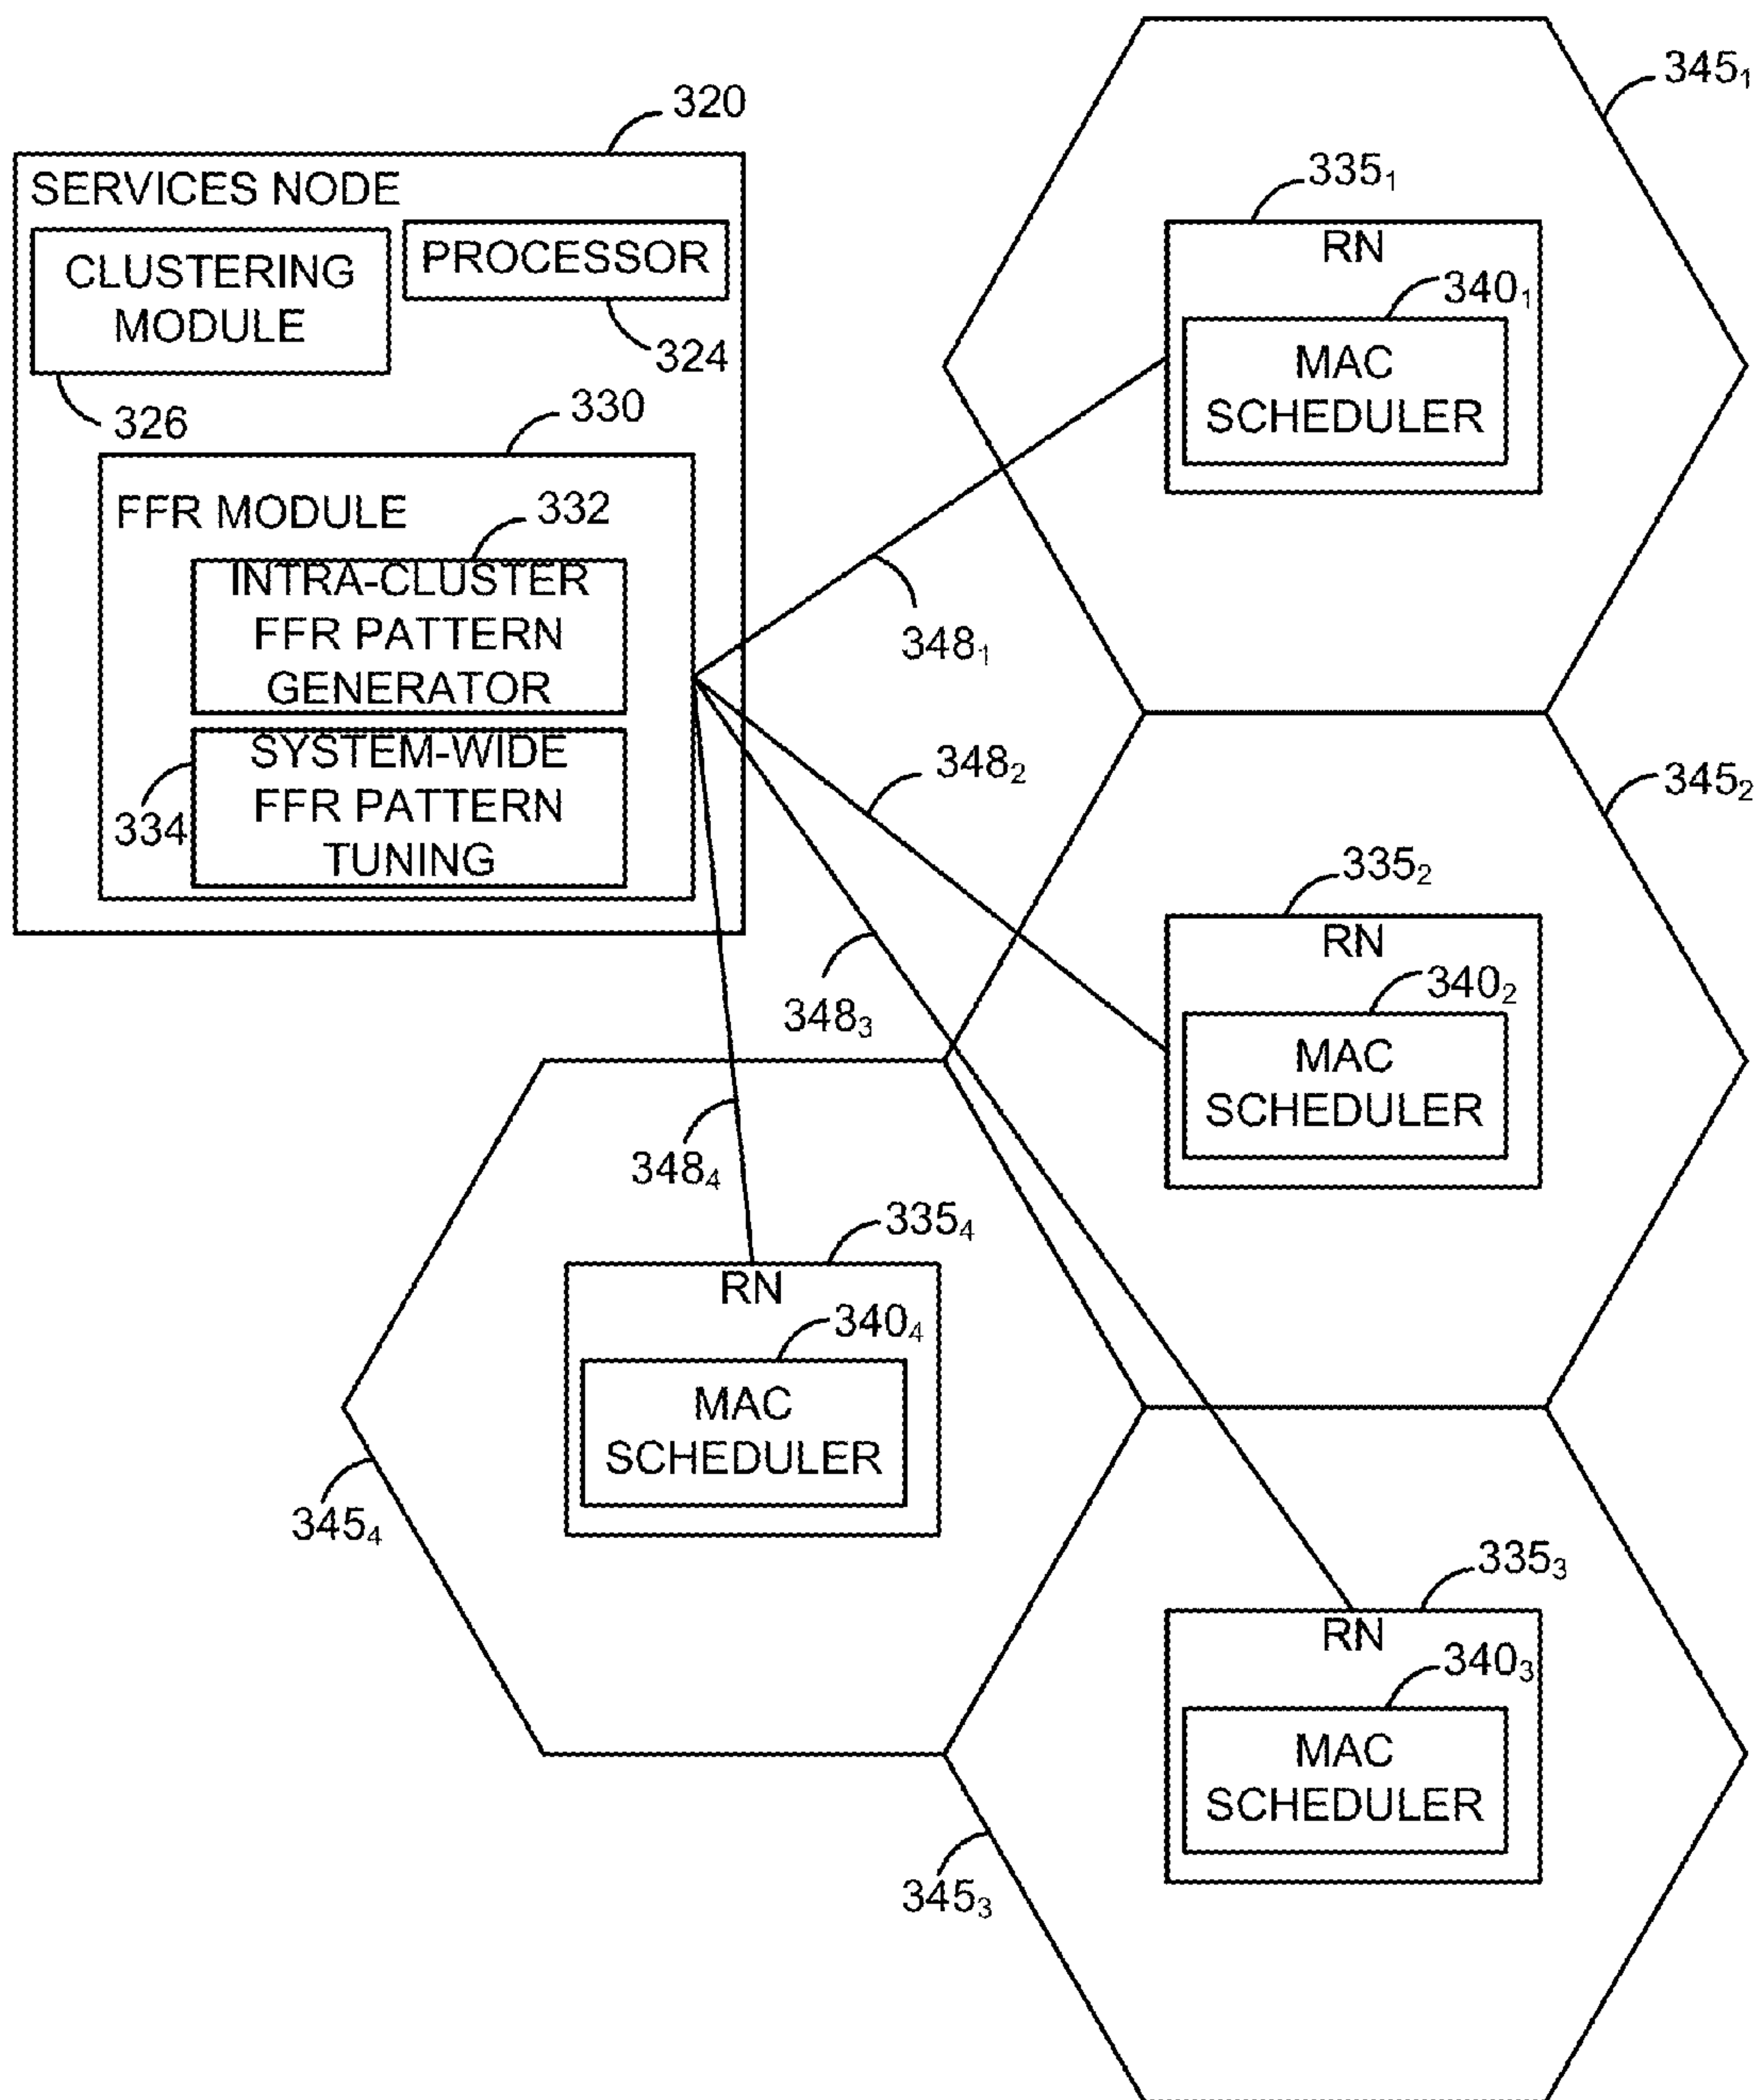 320
SERVICES NODE
CLUSTERING
MODULE
PROCESSOR
324
326
330
FFR MODULE
332
INTRA-CLUSTER
FFR PATTERN
GENERATOR
SYSTEM-WIDE
FFR PATTERN
TUNING
334
345₁
335₁
RN
340₁
MAC
SCHEDULER
348₁
348₂
345₂
335₂
RN
340₂
MAC
SCHEDULER
348₃
348₄
335₄
RN
340₄
MAC
SCHEDULER
345₄
335₃
RN
340₃
MAC
SCHEDULER
345₃